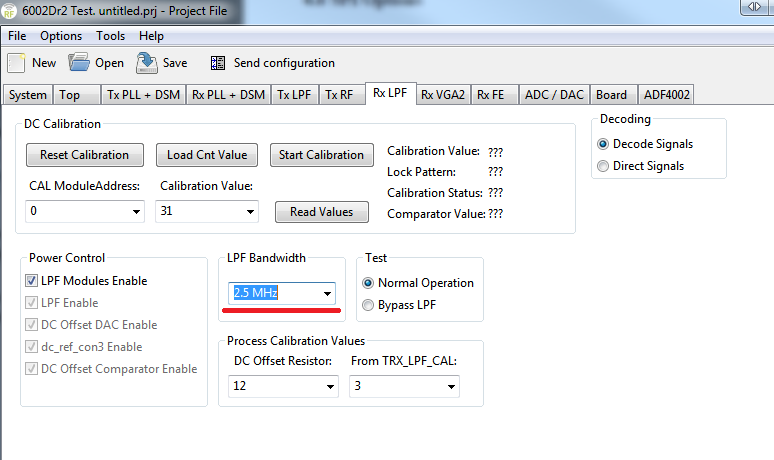 6002Dr2 Test. untitled.prj - Project File
File Options Tools Help
New Open Save Send configuration
System Top Tx PLL + DSM Rx PLL + DSM Tx LPF Tx RF Rx LPF Rx VGA2 Rx FE ADC / DAC Board ADF4002
DC Calibration
Reset Calibration Load Cnt Value Start Calibration
CAL ModuleAddress: Calibration Value:
0 31 Read Values
Calibration Value: ???
Lock Pattern: ???
Calibration Status: ???
Comparator Value: ???
Decoding
Decode Signals
Direct Signals
Power Control
LPF Modules Enable
LPF Enable
DC Offset DAC Enable
dc_ref_con3 Enable
DC Offset Comparator Enable
LPF Bandwidth
2.5 MHz
Test
Normal Operation
Bypass LPF
Process Calibration Values
DC Offset Resistor: From TRX_LPF_CAL:
12 3